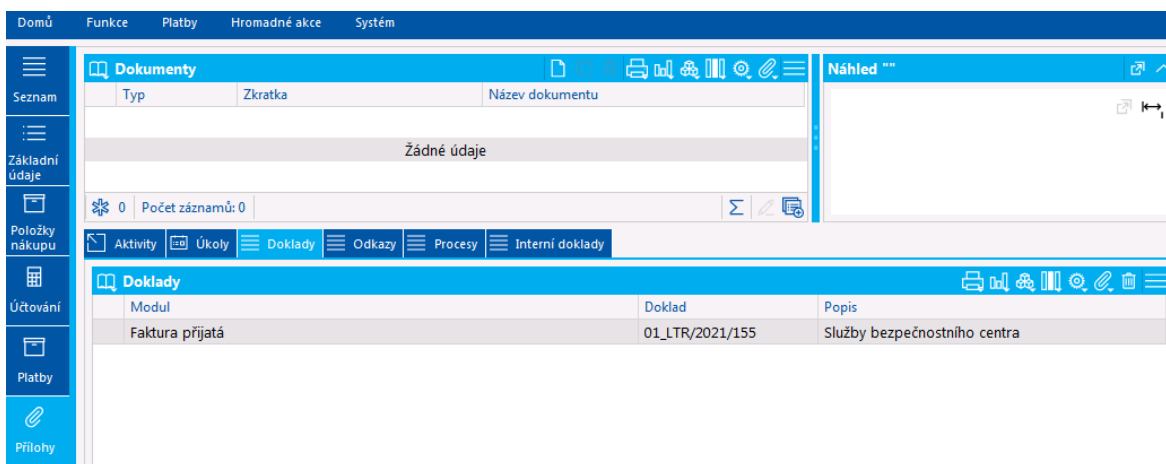 Domů Funkce Platby Hromadné akce Systém
Seznam
Základní
údaje
Položky
nákupu
Účtování
Platby
Přílohy
Dokumenty
Typ Zkratka Název dokumentu
Žádné údaje
0 Počet záznamů: 0
Náhled ""
Aktivity Úkoly Doklady Odkazy Procesy Interní doklady
Doklady
Modul Doklad Popis
Faktura přijatá 01_LTR/2021/155 Služby bezpečnostního centra